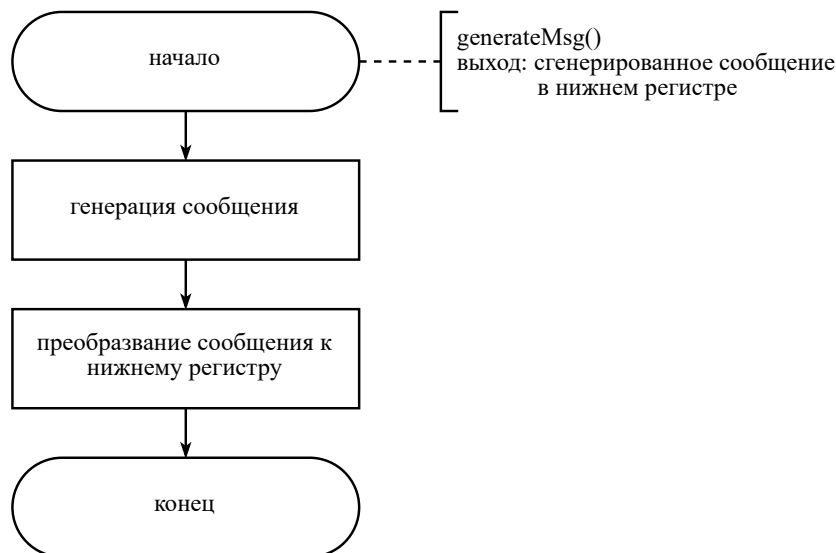 начало
generateMsg()
выход: сгенерированное сообщение
в нижнем регистре
генерация сообщения
преобразвание сообщения к
нижнему регистру
конец